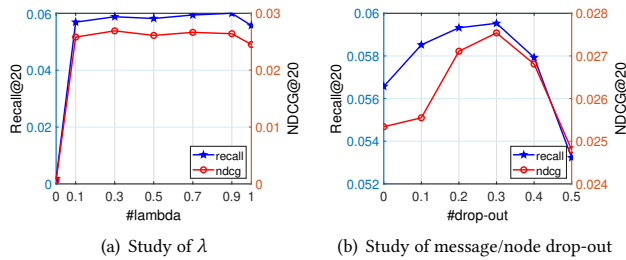 0.06
0.04
0.02
0
Recall@20
0.03
0.02
0.01
0
NDCG@20
recall
ndcg
0 0.1 0.3 0.5 0.7 0.9 1
#lambda
(a) Study of λ
0.06
0.058
0.056
0.054
0.052
Recall@20
0.028
0.027
0.026
0.025
0.024
NDCG@20
recall
ndcg
0 0.1 0.2 0.3 0.4 0.5
#drop-out
(b) Study of message/node drop-out